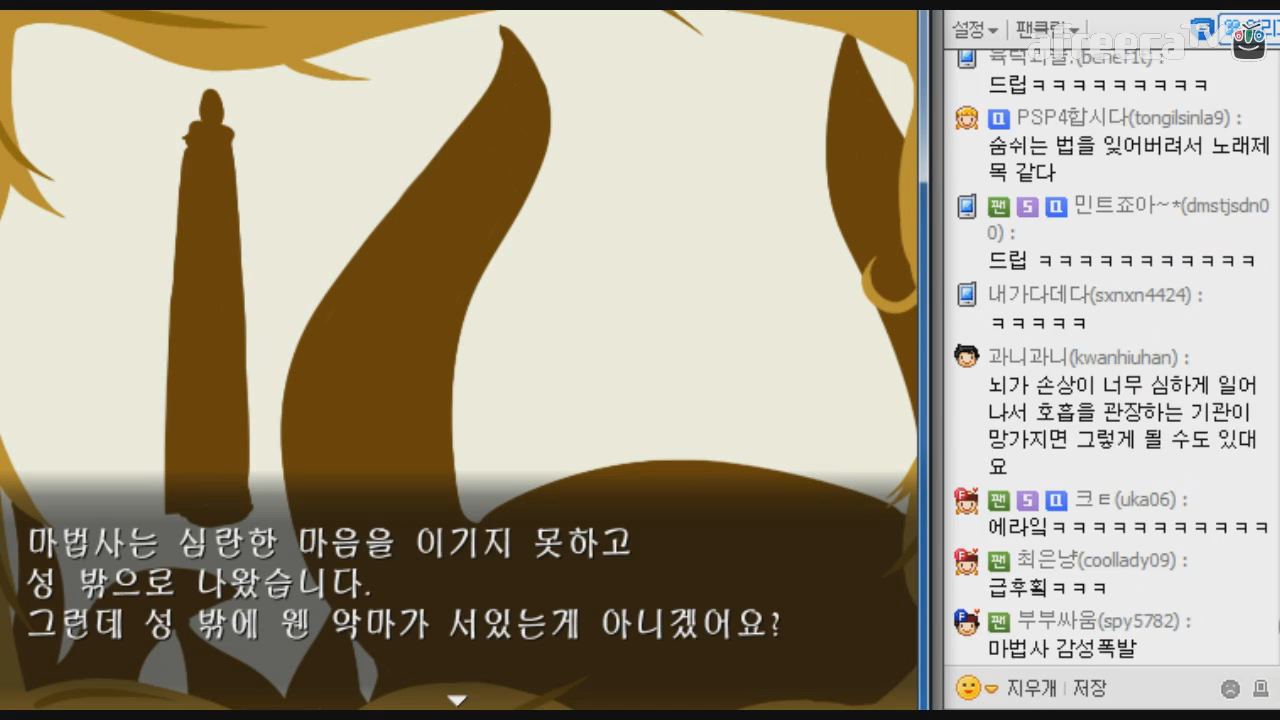 마법사는 심란한 마음을 이기지 못하고
성 밖으로 나왔습니다.
그런데 성 밖에 웬 악마가 서있는게 아니겠어요?
설정
팬클럽
afreecaTV
드립ㅋㅋㅋㅋㅋㅋㅋㅋㅋ
PSP4합시다(tongilsinla9) :
숨쉬는 법을 잊어버려서 노래제
목 같다
팬 S 민트죠아~*(dmstjsdn0
0) :
드립 ㅋㅋㅋㅋㅋㅋㅋㅋㅋㅋㅋ
내가다데다(sxnxn4424) :
ㅋㅋㅋㅋㅋ
과니과니(kwanhiuhan) :
뇌가 손상이 너무 심하게 일어
나서 호흡을 관장하는 기관이
망가지면 그렇게 될 수도 있대
요
팬 S 크ㅌ(uka06) :
에라잌ㅋㅋㅋㅋㅋㅋㅋㅋㅋㅋㅋ
팬 최은냥(coollady09) :
급후회ㅋㅋㅋ
팬 부부싸움(spy5782) :
마법사 감성폭발
지우개
저장